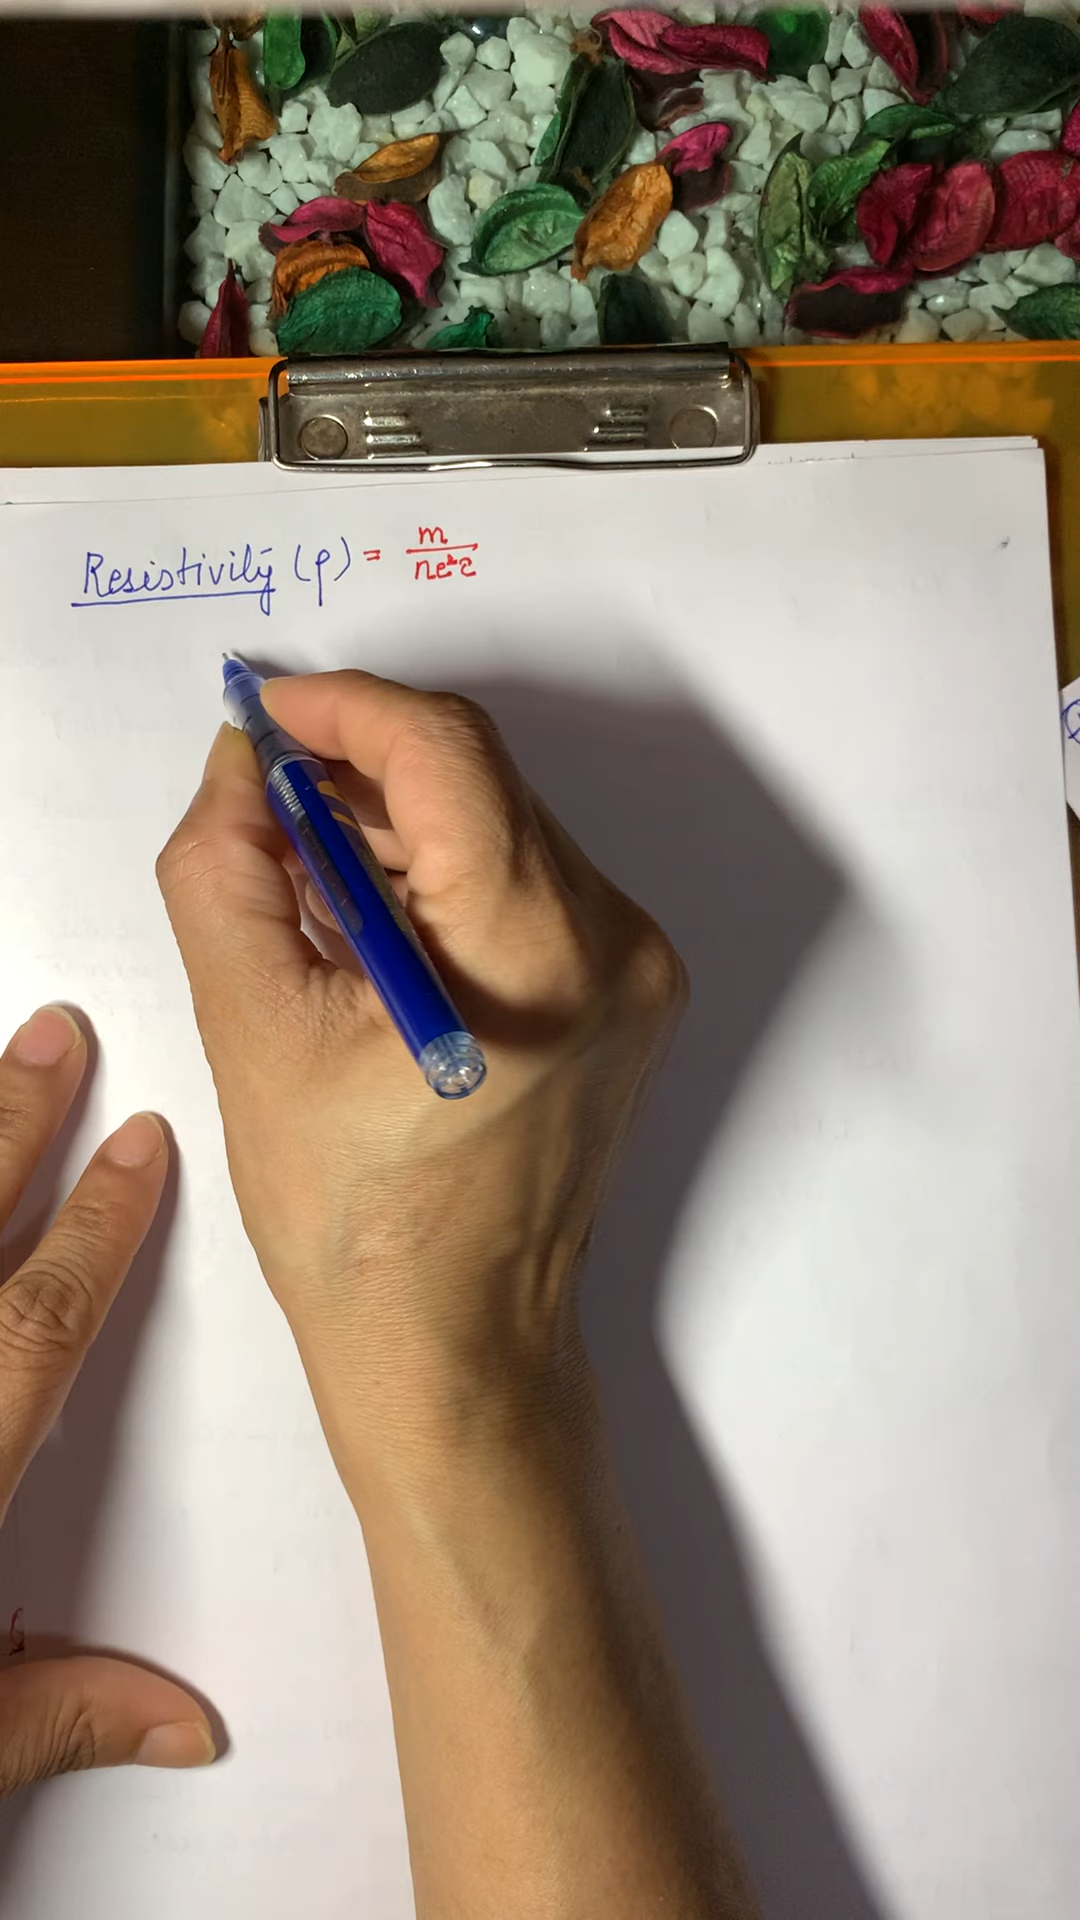 Resistivity (ρ) = m/ne²τ